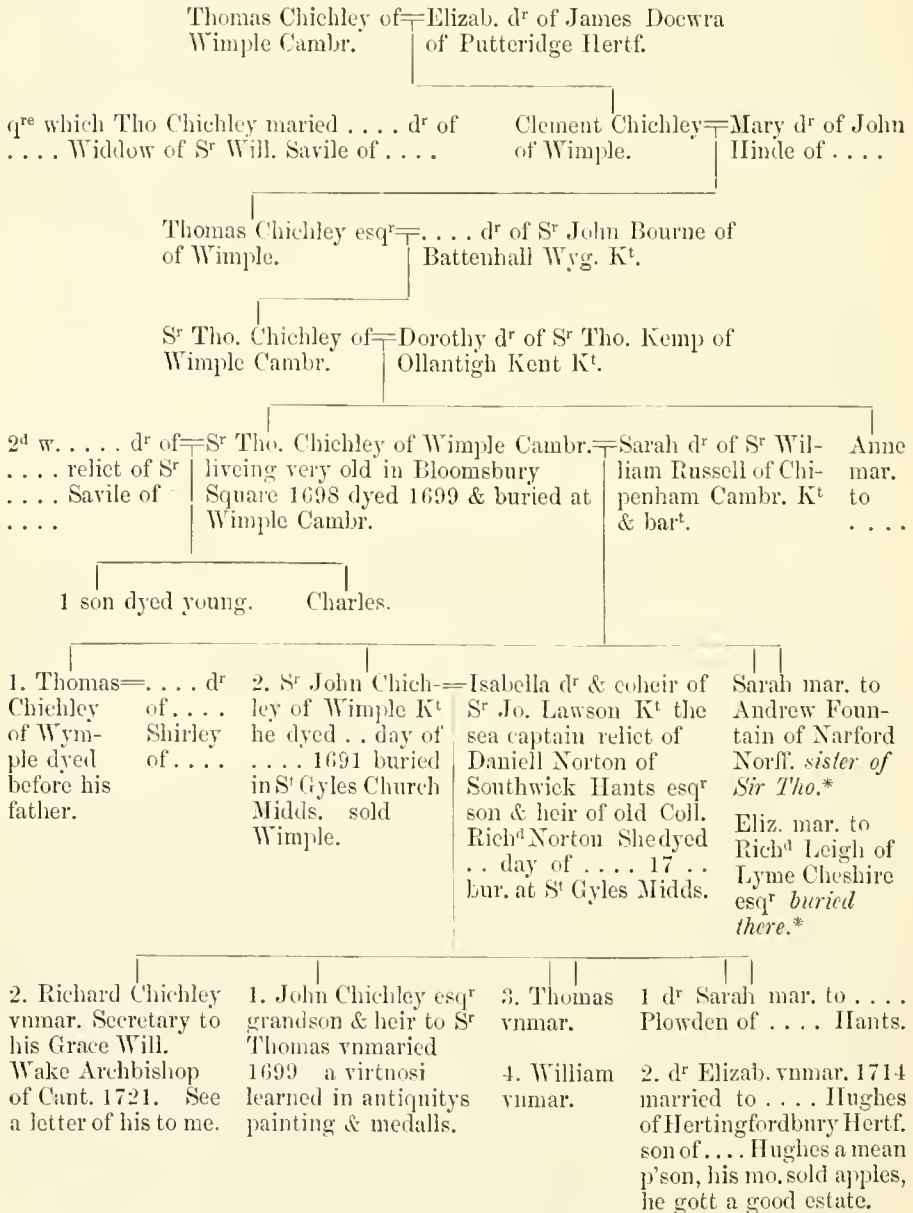 Thomas Chichley of=Elizab. dʳ of James Docwra
Wimple Cambr. of Putteridge Hertf.
qʳᵉ which Tho Chichley maried .... dʳ of
.... Widdow of Sʳ Will. Savile of ....
Clement Chichley=Mary dʳ of John
of Wimple. Hinde of ....
Thomas Chichley esqʳ=.... dʳ of Sʳ John Bourne of
of Wimple. Battenhall Wyg. Kᵗ.
Sʳ Tho. Chichley of=Dorothy dʳ of Sʳ Tho. Kemp of
Wimple Cambr. Ollantigh Kent Kᵗ.
2ᵈ w. .... dʳ of=
.... relict of Sʳ
.... Savile of
....
Sʳ Tho. Chichley of Wimple Cambr.=
liveing very old in Bloomsbury
Square 1698 dyed 1699 & buried at
Wimple Cambr.
Sarah dʳ of Sʳ Wil-
liam Russell of Chi-
penham Cambr. Kᵗ
& barᵗ.
Anne
mar.
to
....
1 son dyed young. Charles.
1. Thomas=
Chichley
of Wym-
ple dyed
before his
father.
.... dʳ
of....
Shirley
of....
2. Sʳ John Chich-=
ley of Wimple Kᵗ
he dyed .. day of
.... 1691 buried
in Sᵗ Gyles Church
Midds. sold
Wimple.
Isabella dʳ & coheir of
Sʳ Jo. Lawson Kᵗ the
sea captain relict of
Daniell Norton of
Southwick Hants esqʳ
son & heir of old Coll.
Richᵈ Norton She dyed
.. day of .... 17 ..
bur. at Sᵗ Gyles Midds.
Sarah mar. to
Andrew Foun-
tain of Narford
Norff. sister of
Sir Tho.*
Eliz. mar. to
Richᵈ Leigh of
Lyme Cheshire
esqʳ buried
there.*
2. Richard Chichley
vnmar. Secretary to
his Grace Will.
Wake Archbishop
of Cant. 1721. See
a letter of his to me.
1. John Chichley esqʳ
grandson & heir to Sʳ
Thomas vnmaried
1699 a virtuosi
learned in antiquitys
painting & medalls.
3. Thomas
vnmar.
4. William
vnmar.
1 dʳ Sarah mar. to ....
Plowden of .... Hants.
2. dʳ Elizab. vnmar. 1714
married to .... Hughes
of Hertingfordbury Hertf.
son of .... Hughes a mean
p'son, his mo. sold apples,
he gott a good estate.